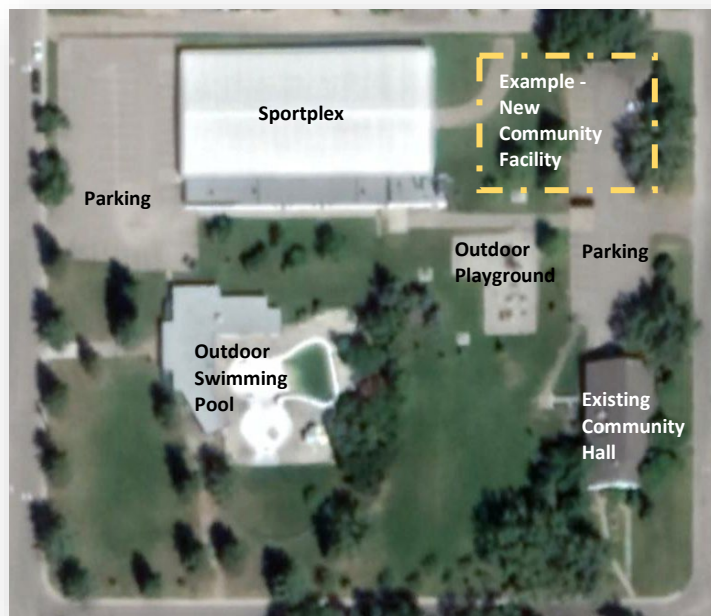 Example -
New
Community
Facility
Sportplex
Parking
Outdoor
Playground
Parking
Outdoor
Swimming
Pool
Existing
Community
Hall